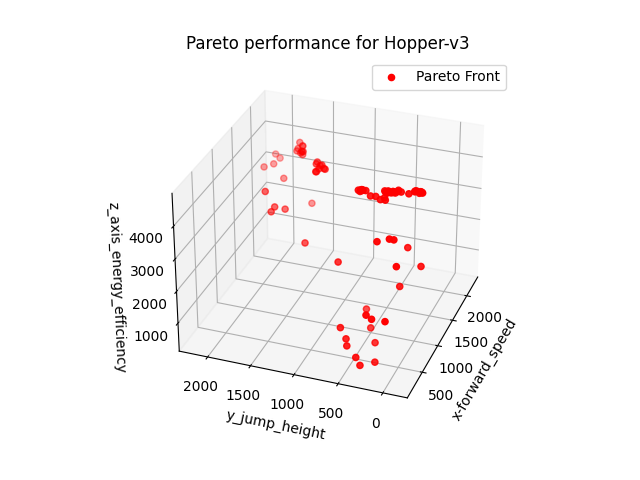 Pareto performance for Hopper-v3
Pareto Front
z_axis_energy_efficiency
4000
3000
2000
1000
2000
1500
1000
500
0
y_jump_height
2000
1500
1000
500
x-forward_speed